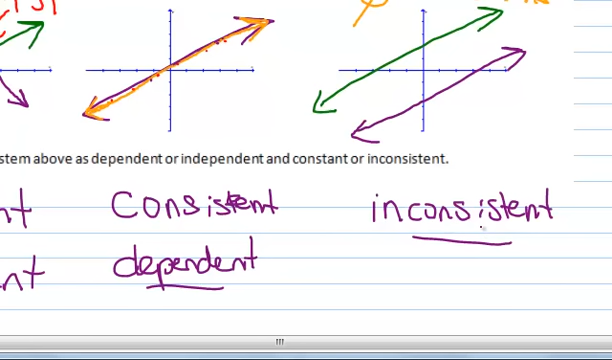 stem above as dependent or independent and constant or inconsistent.
nt consistent inconsistent
nt dependent